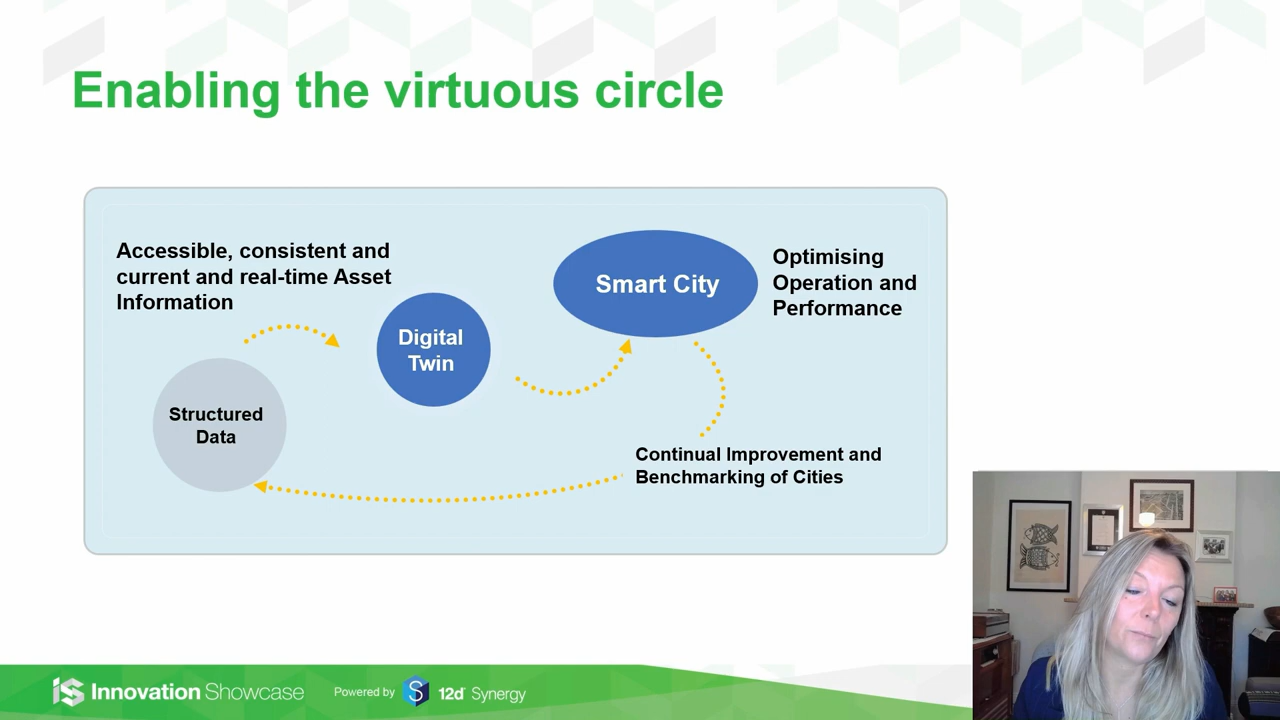 Enabling the virtuous circle
Accessible, consistent and
current and real-time Asset
Information
Digital
Twin
Structured
Data
Smart City
Optimising
Operation and
Performance
Continual Improvement and
Benchmarking of Cities
iS Innovation Showcase
Powered by S 12d Synergy